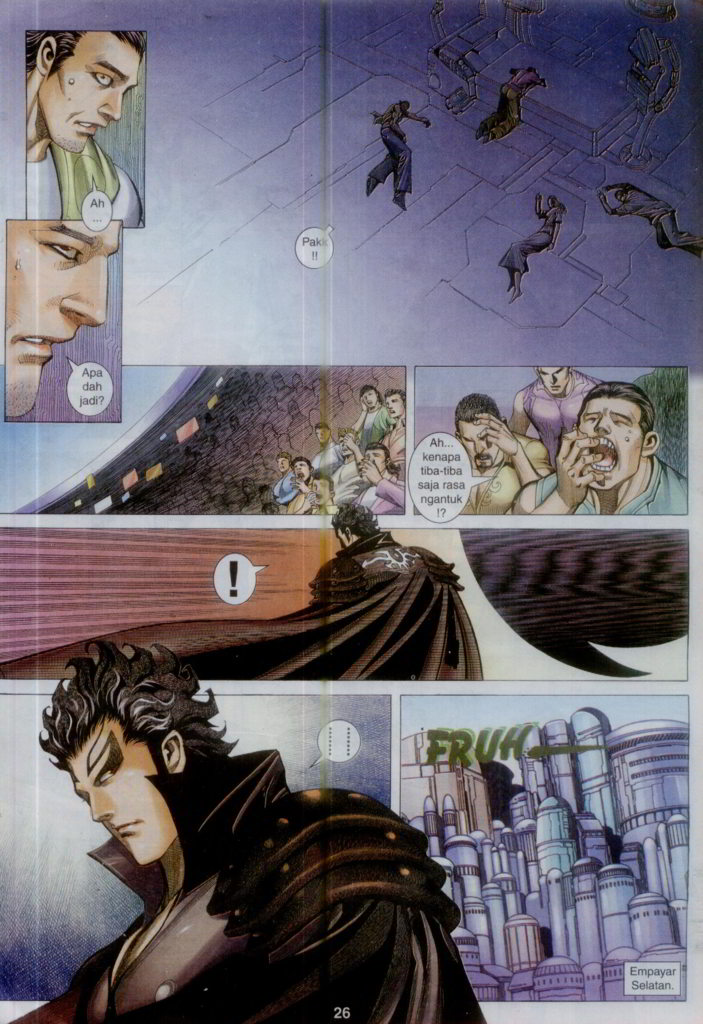 Ah
...
Pakk
!!
Apa
dah
jadi?
Ah...
kenapa
tiba-tiba
saja rasa
ngantuk
!?
!
FRUH
Empayar
Selatan.
26